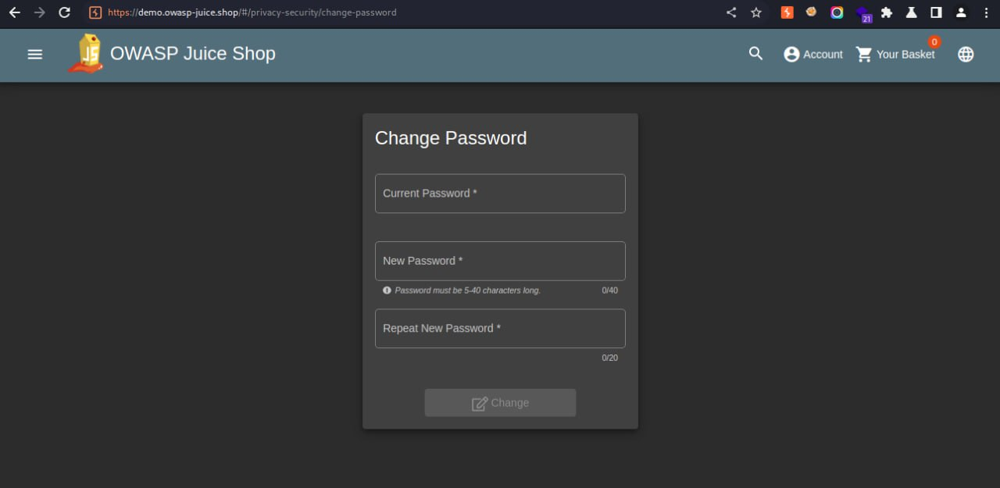 https://demo.owasp-juice.shop/#/privacy-security/change-password
21
JS
OWASP Juice Shop
Account
Your Basket
0
Change Password
Current Password *
New Password *
Password must be 5-40 characters long.
0/40
Repeat New Password *
0/20
Change